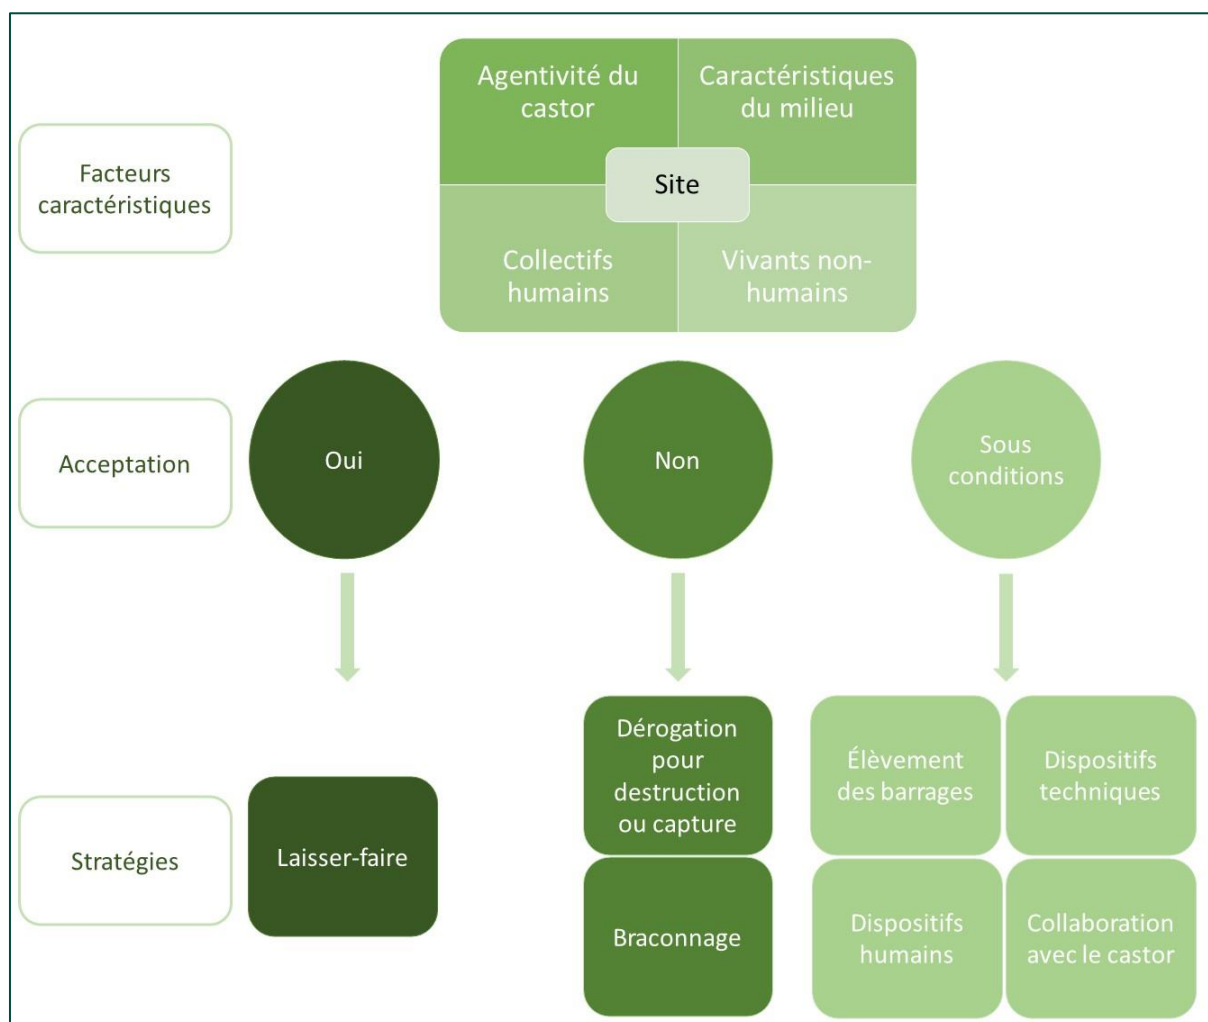 Agentivité du
castor
Caractéristiques
du milieu
Facteurs
caractéristiques
Site
Collectifs
humains
Vivants non-
humains
Acceptation
Oui
Non
Sous
conditions
Stratégies
Laisser-faire
Dérogation
pour
destruction
ou capture
Braconnage
Élèvement
des barrages
Dispositifs
techniques
Dispositifs
humains
Collaboration
avec le castor